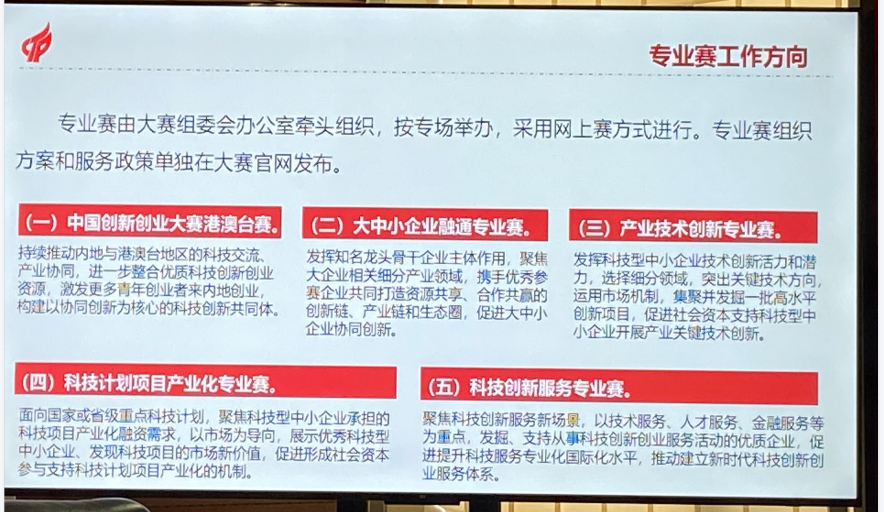 专业赛工作方向
专业赛由大赛组委会办公室牵头组织，按专场举办，采用网上赛方式进行。专业赛组织
方案和服务政策单独在大赛官网发布。
（一）中国创新创业大赛港澳台赛。
持续推动内地与港澳台地区的科技交流、
产业协同，进一步整合优质科技创新创业
资源，激发更多青年创业者来内地创业，
构建以协同创新为核心的科技创新共同体。
（二）大中小企业融通专业赛。
发挥知名龙头骨干企业主体作用，聚焦
大企业相关细分产业领域，携手优秀参
赛企业共同打造资源共享、合作共赢的
创新链、产业链和生态圈，促进大中小
企业协同创新。
（三）产业技术创新专业赛。
发挥科技型中小企业技术创新活力和潜
力，选择细分领域，突出关键技术方向，
运用市场机制，集聚并发掘一批高水平
创新项目，促进社会资本支持科技型中
小企业开展产业关键技术创新。
（四）科技计划项目产业化专业赛。
面向国家或省级重点科技计划，聚焦科技型中小企业承担的
科技项目产业化融资需求，以市场为导向，展示优秀科技型
中小企业、发现科技项目的市场新价值，促进形成社会资本
参与支持科技计划项目产业化的机制。
（五）科技创新服务专业赛。
聚焦科技创新服务新场景，以技术服务、人才服务、金融服务等
为重点，发掘、支持从事科技创新创业服务活动的优质企业，促
进提升科技服务专业化国际化水平，推动建立新时代科技创新创
业服务体系。